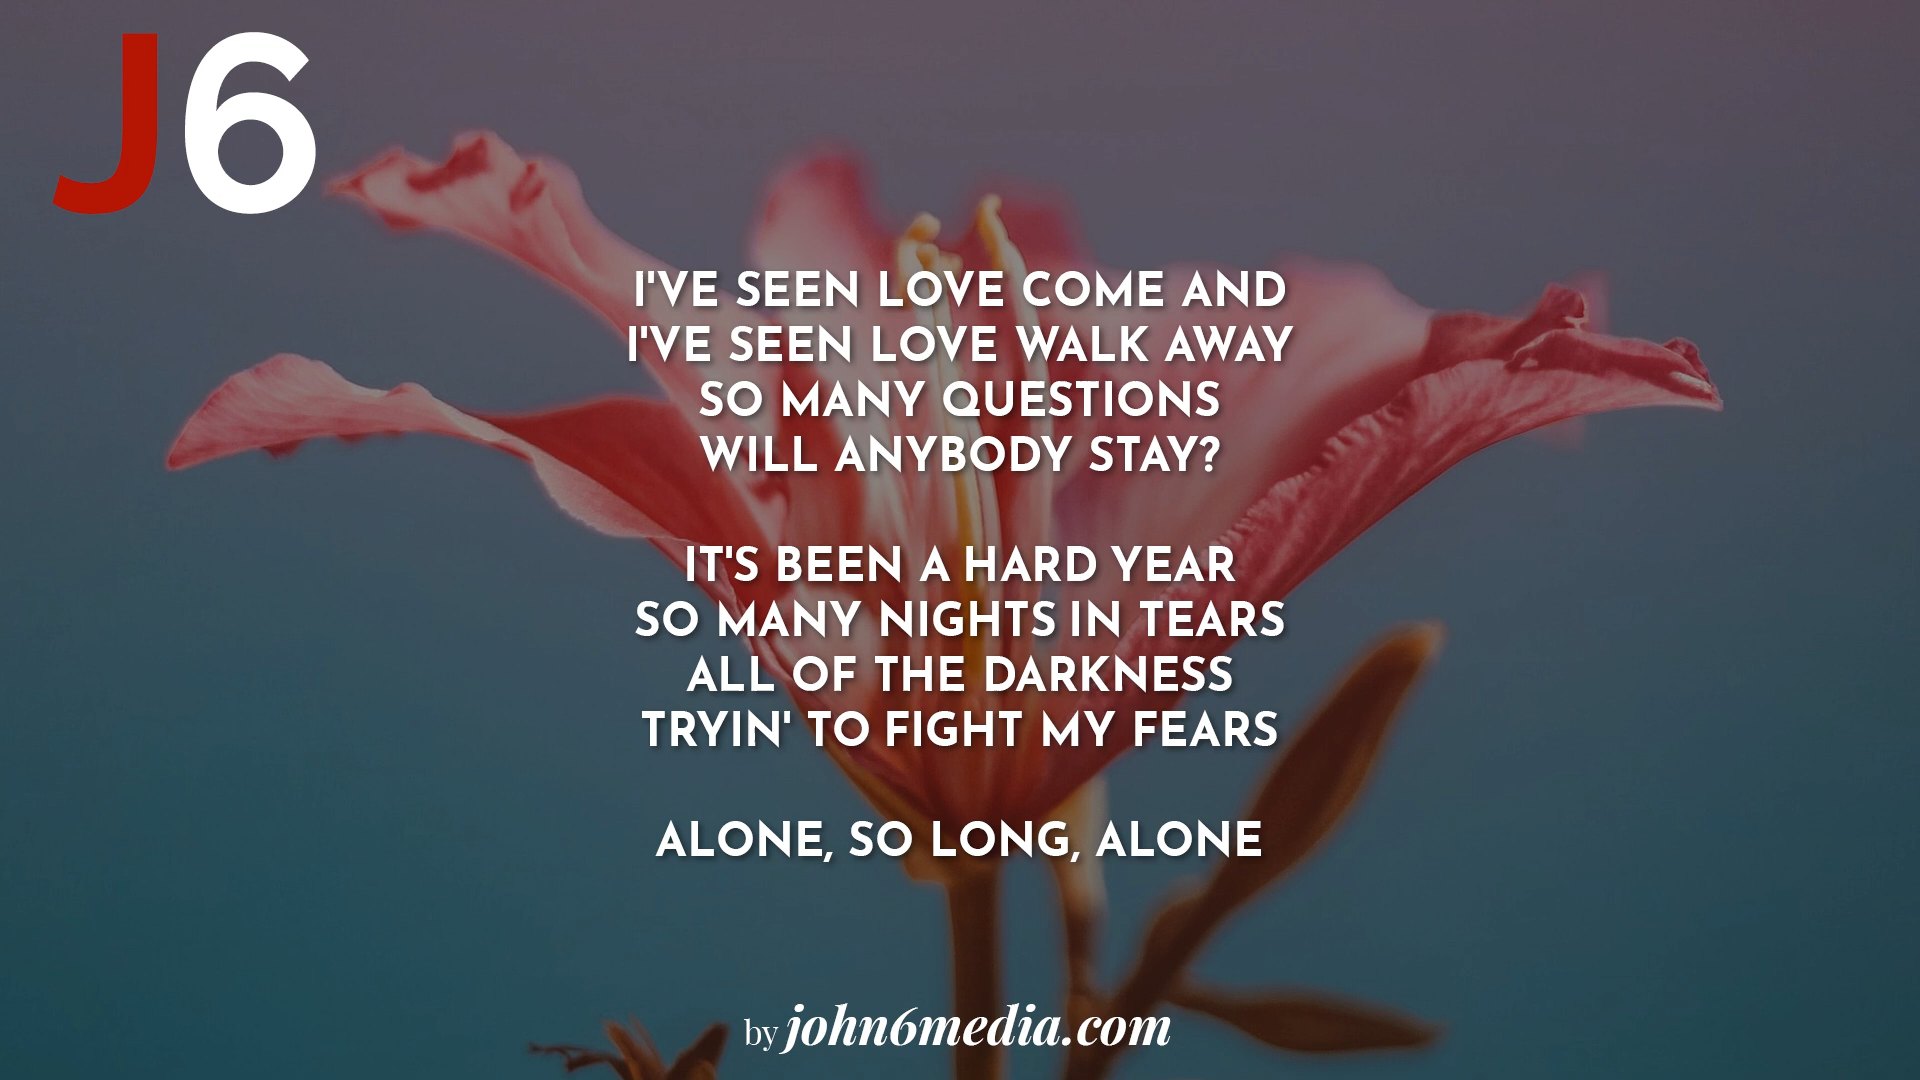 J6
I'VE SEEN LOVE COME AND
I'VE SEEN LOVE WALK AWAY
SO MANY QUESTIONS
WILL ANYBODY STAY?
IT'S BEEN A HARD YEAR
SO MANY NIGHTS IN TEARS
ALL OF THE DARKNESS
TRYIN' TO FIGHT MY FEARS
ALONE, SO LONG, ALONE
by john6media.com